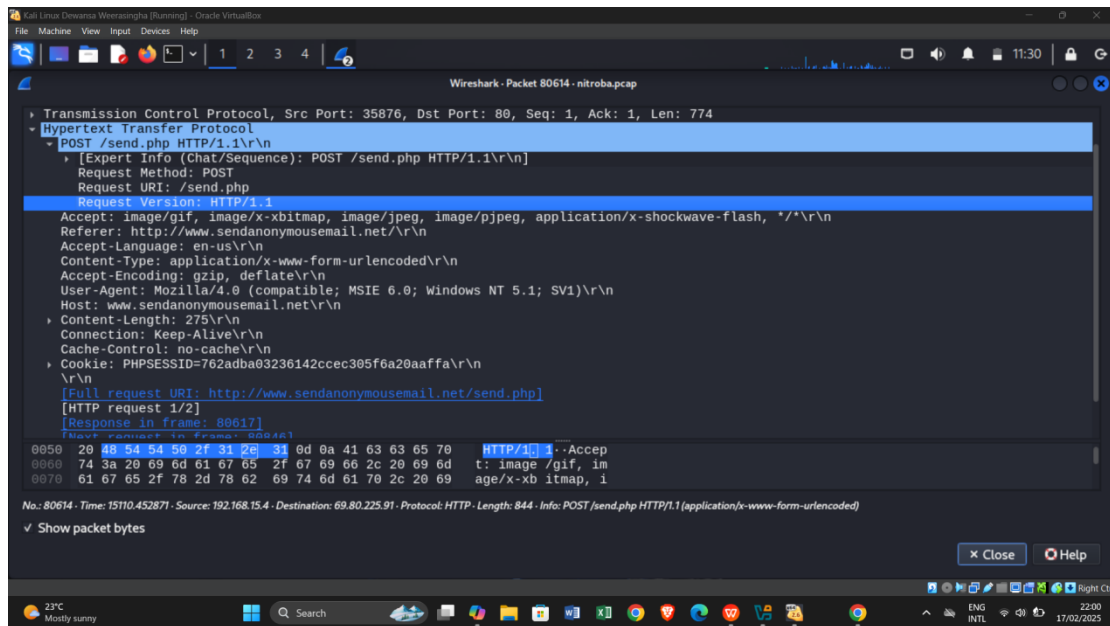 Kali Linux Dewansa Weerasingha [Running] - Oracle VirtualBox
File Machine View Input Devices Help
1 2 3 4 2 11:30
Wireshark · Packet 80614 · nitroba.pcap
Transmission Control Protocol, Src Port: 35876, Dst Port: 80, Seq: 1, Ack: 1, Len: 774
Hypertext Transfer Protocol
POST /send.php HTTP/1.1\r\n
[Expert Info (Chat/Sequence): POST /send.php HTTP/1.1\r\n]
Request Method: POST
Request URI: /send.php
Request Version: HTTP/1.1
Accept: image/gif, image/x-xbitmap, image/jpeg, image/pjpeg, application/x-shockwave-flash, */*\r\n
Referer: http://www.sendanonymousemail.net/\r\n
Accept-Language: en-us\r\n
Content-Type: application/x-www-form-urlencoded\r\n
Accept-Encoding: gzip, deflate\r\n
User-Agent: Mozilla/4.0 (compatible; MSIE 6.0; Windows NT 5.1; SV1)\r\n
Host: www.sendanonymousemail.net\r\n
Content-Length: 275\r\n
Connection: Keep-Alive\r\n
Cache-Control: no-cache\r\n
Cookie: PHPSESSID=762adba03236142ccec305f6a20aaffa\r\n
\r\n
[Full request URI: http://www.sendanonymousemail.net/send.php]
[HTTP request 1/2]
[Response in frame: 80617]
[Next request in frame: 80846]
0050 20 48 54 54 50 2f 31 2e 31 0d 0a 41 63 63 65 70 HTTP/1. 1··Accep
0060 74 3a 20 69 6d 61 67 65 2f 67 69 66 2c 20 69 6d t: image /gif, im
0070 61 67 65 2f 78 2d 78 62 69 74 6d 61 70 2c 20 69 age/x-xb itmap, i
No.: 80614 · Time: 15110.452871 · Source: 192.168.15.4 · Destination: 69.80.225.91 · Protocol: HTTP · Length: 844 · Info: POST /send.php HTTP/1.1 (application/x-www-form-urlencoded)
Show packet bytes
Close Help
Right Ct
23°C
Mostly sunny
Search
ENG
INTL
22:00
17/02/2025